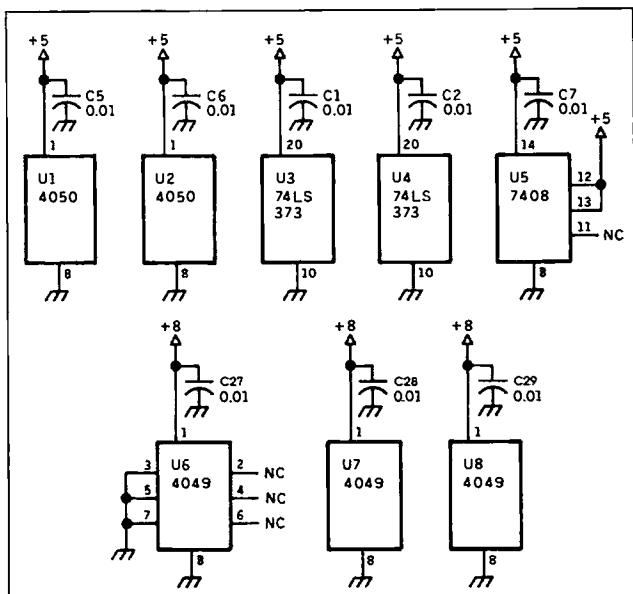 +5 +5 +5 +5 +5
C5 0.01
C6 0.01
C1 0.01
C2 0.01
C7 0.01
+5
1 1 20 20 14
U1 4050
U2 4050
U3 74LS 373
U4 74LS 373
U5 7408
12
13
11 NC
8 8 10 10 8
+8 +8 +8
C27 0.01
C28 0.01
C29 0.01
1 1 1
U6 4049
U7 4049
U8 4049
3 2 NC
5 4 NC
7 6 NC
8 8 8